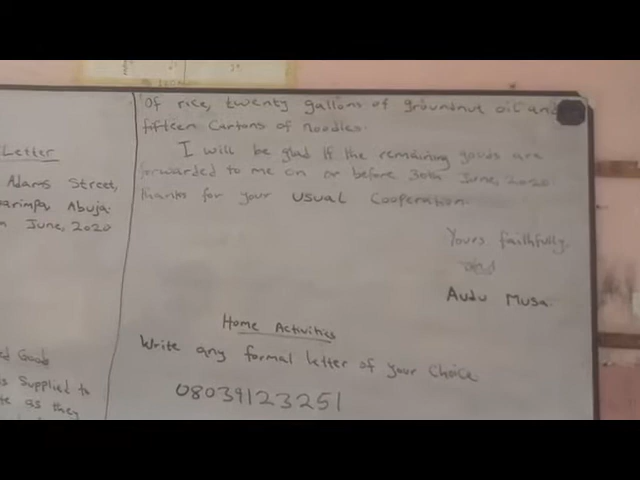 Letter
Adams Street,
Abuja.
June, 2020
Goods
supplied to
as they
of rice, twenty gallons of groundnut oil and
fifteen Cartons of noodles.
I will be glad if the remaining goods are
forwarded to me on or before 30th June, 2020.
thanks for your usual Cooperation.
Yours faithfully,
Audu Musa.
Home Activities
Write any formal letter of your choice
08039123251